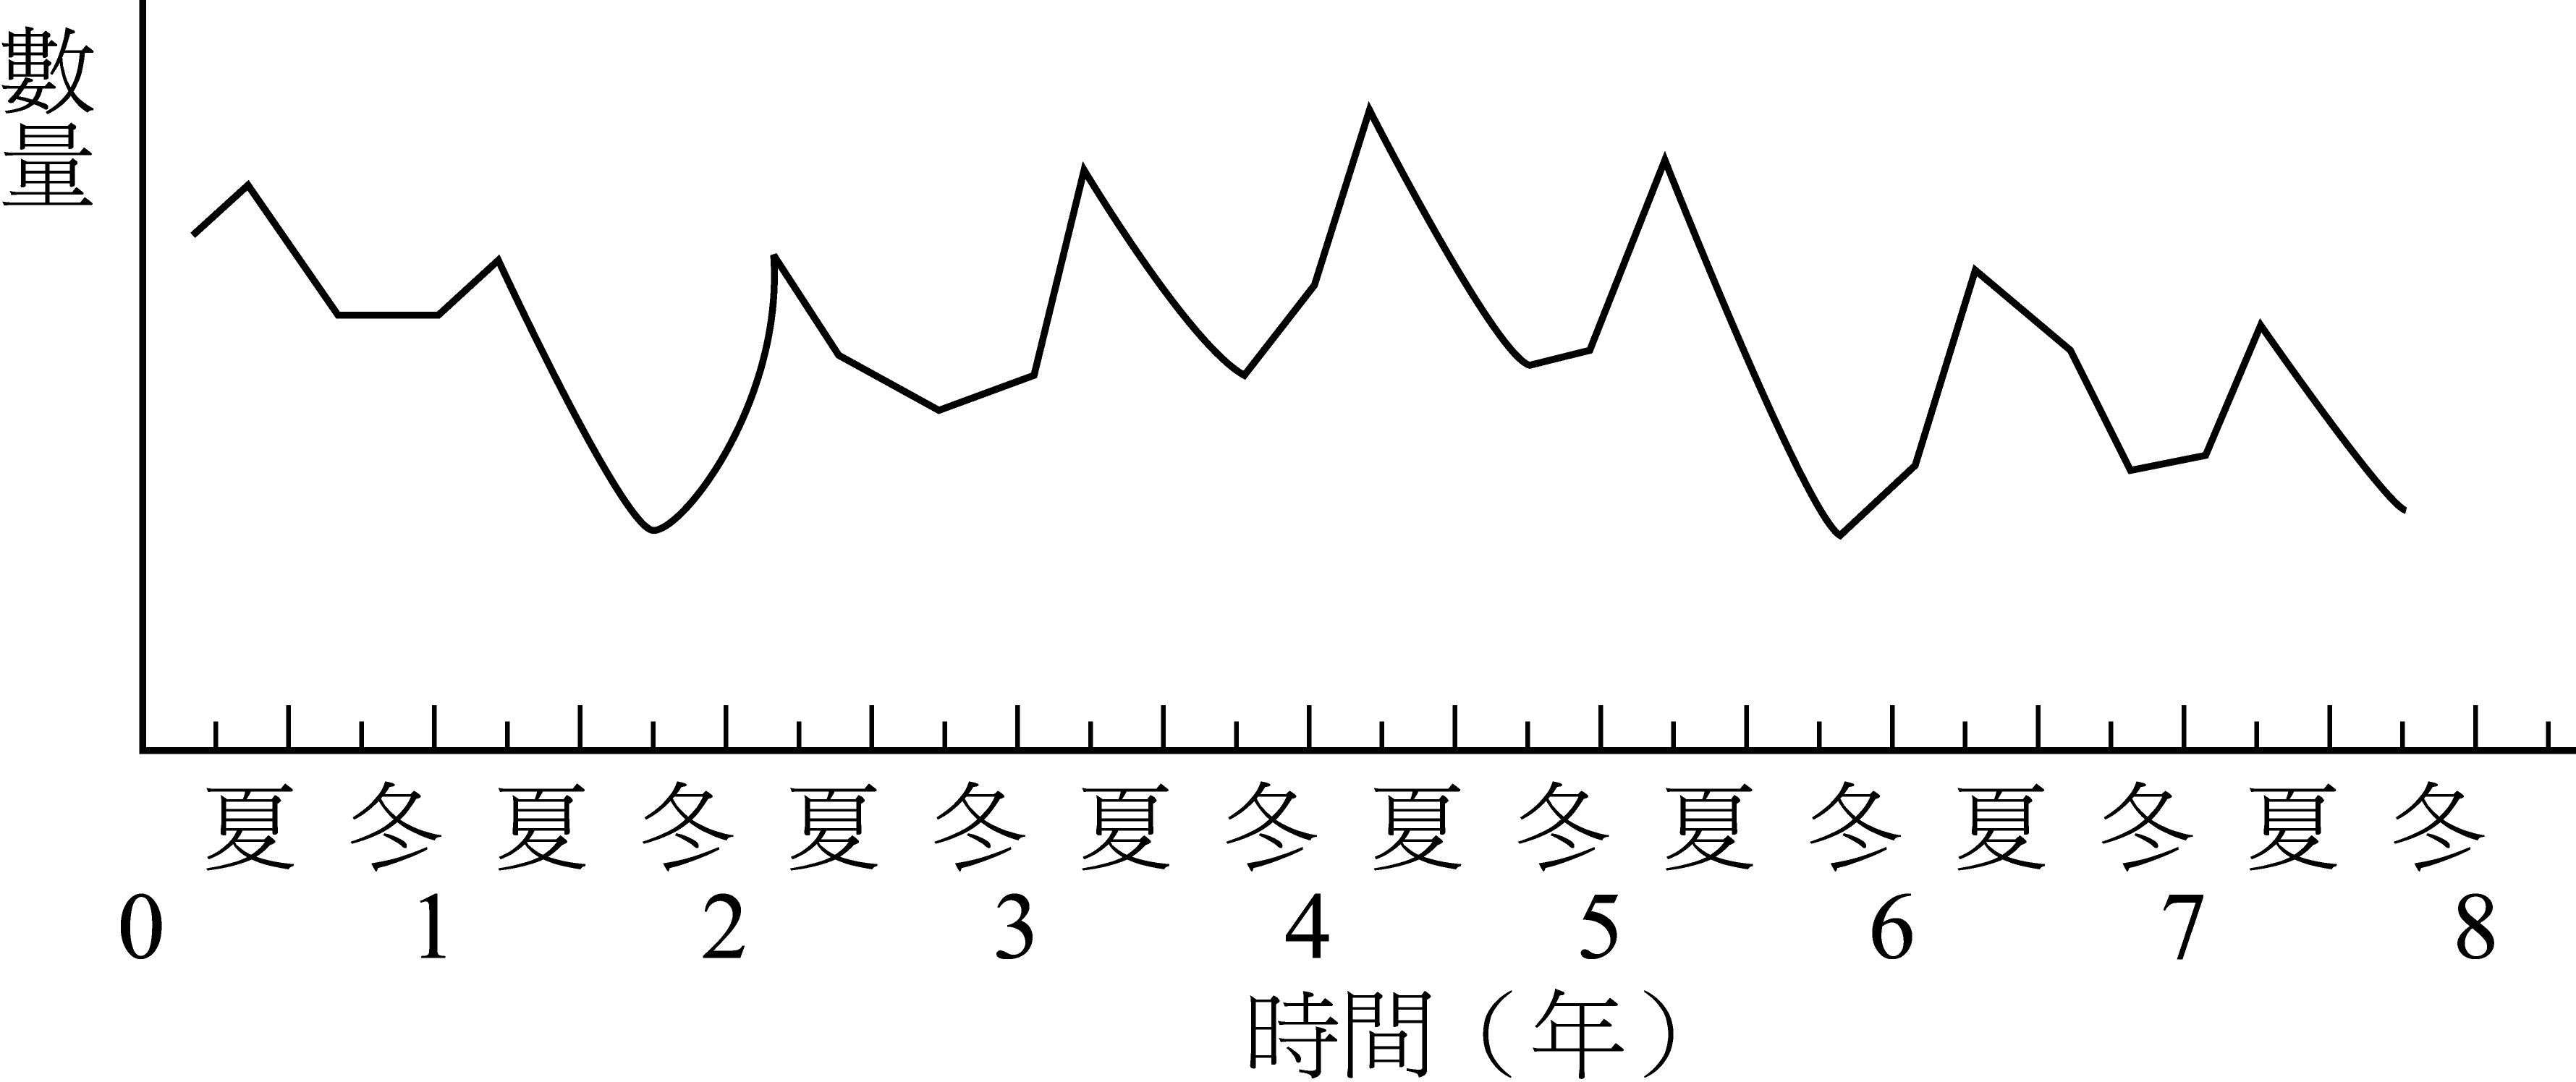 數量
夏 冬 夏 冬 夏 冬 夏 冬 夏 冬 夏 冬 夏 冬 夏 冬
0 1 2 3 4 5 6 7 8
時間（年）